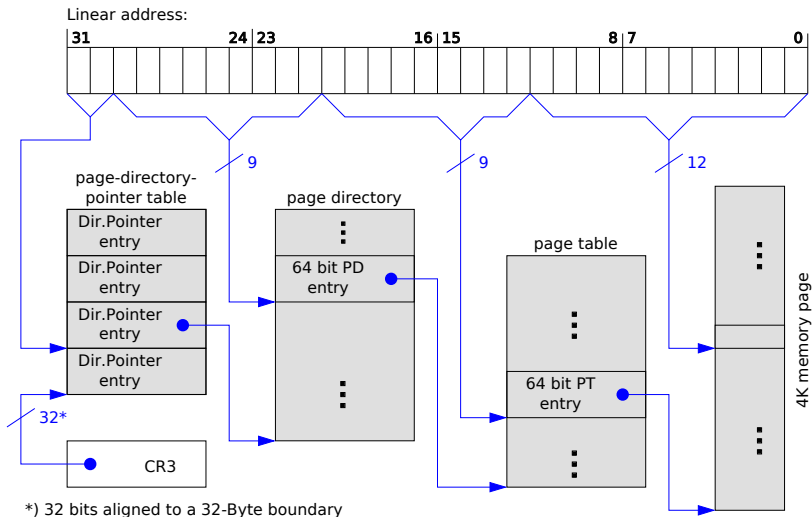 Linear address:
31 24 23 16 15 8 7 0
9 9 12
page-directory-
pointer table
Dir.Pointer
entry
Dir.Pointer
entry
Dir.Pointer
entry
Dir.Pointer
entry
32*
CR3
page directory
64 bit PD
entry
page table
64 bit PT
entry
4K memory page
*) 32 bits aligned to a 32-Byte boundary